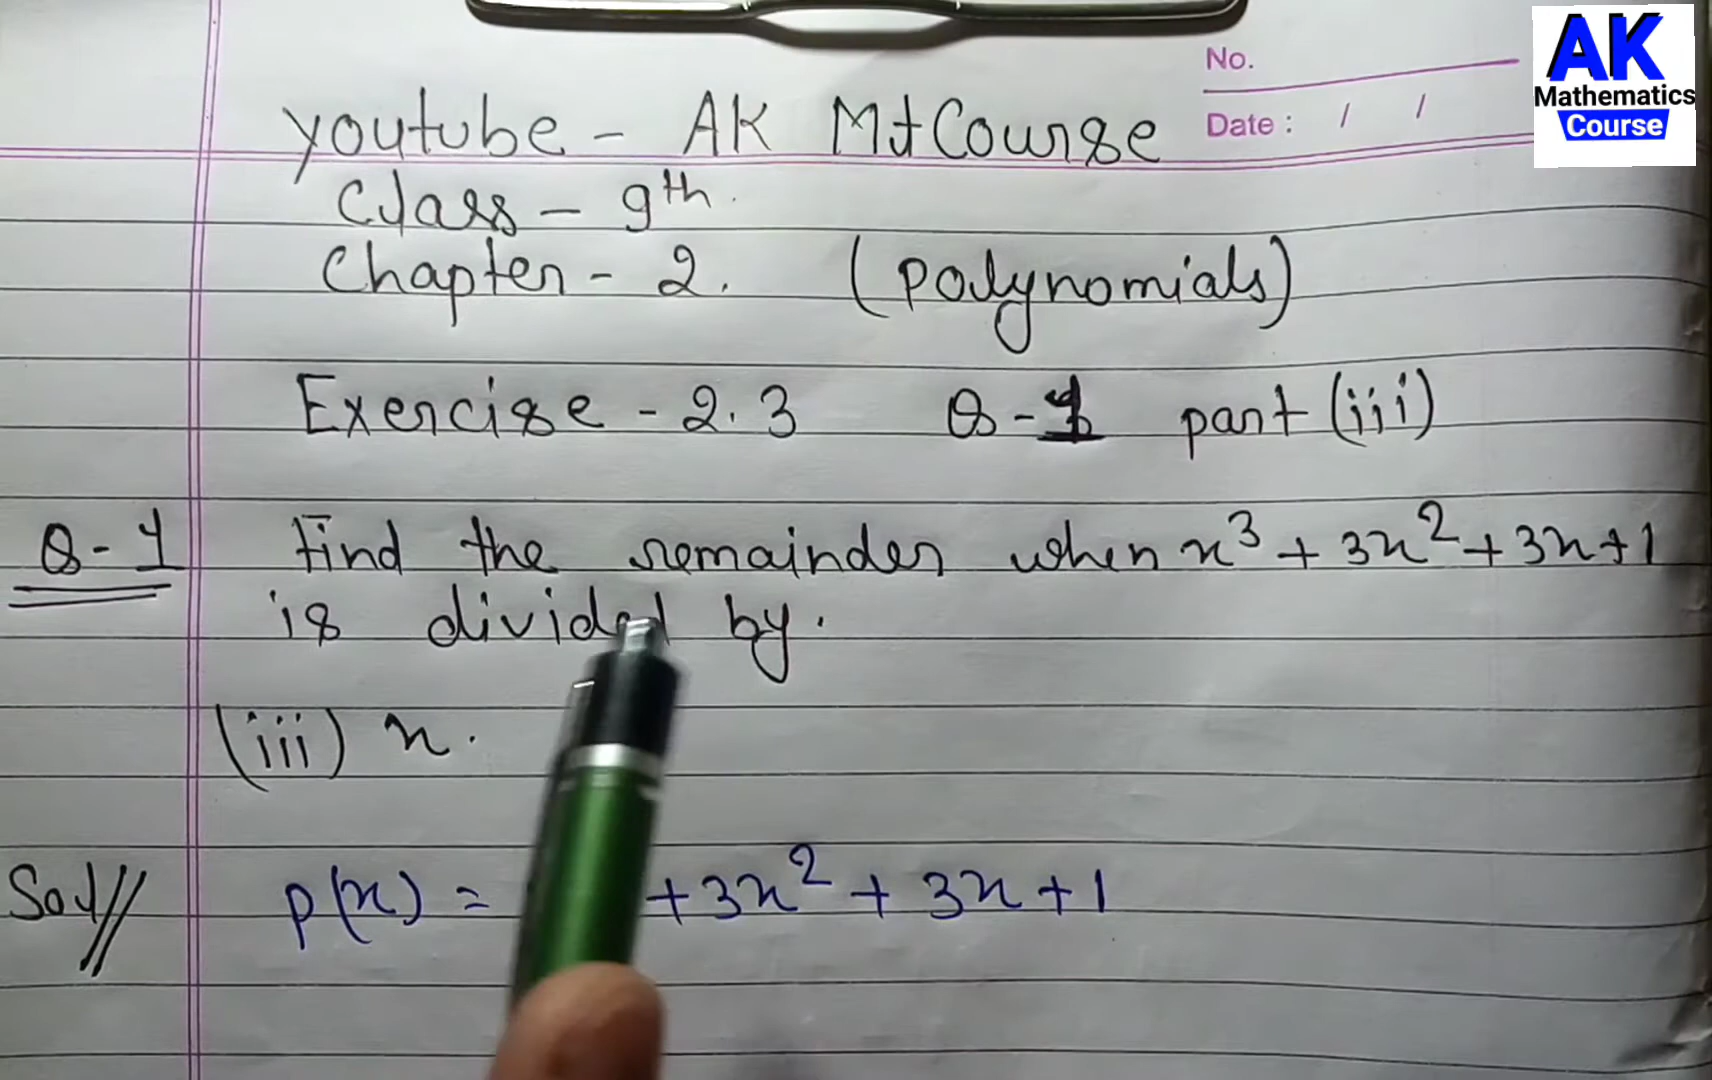 No.
Date : / /
AK
Mathematics
Course
Youtube - AK MtCourse
Class - 9th.
Chapter - 2. (Polynomials)
Exercise - 2.3 Q-1 part (iii)
Q-1 Find the remainder when x³ + 3x² + 3x + 1
is divided by.
(iii) x.
Sol// p(x) = + 3x² + 3x + 1